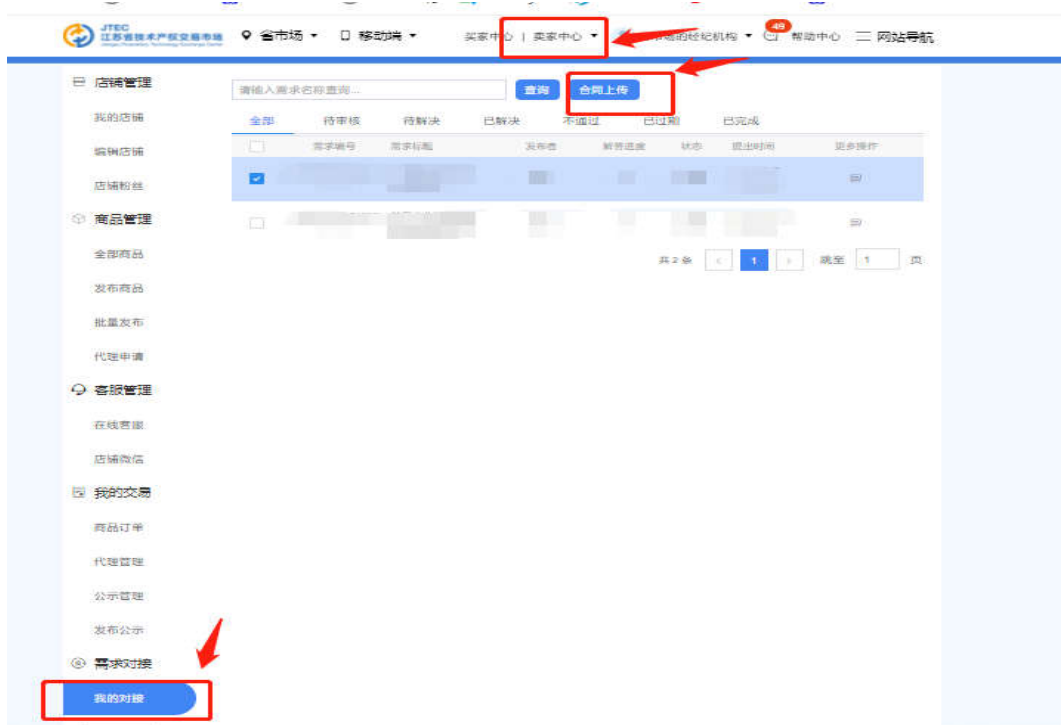 JTEC
江苏省技术产权交易市场
省市场 移动端 买家中心 | 卖家中心 市场的经纪机构 49 帮助中心 网站导航
店铺管理
我的店铺
编辑店铺
店铺粉丝
商品管理
全部商品
发布商品
批量发布
代理申请
客服管理
在线客服
店铺微信
我的交易
商品订单
代理管理
公示管理
发布公示
需求对接
我的对接
请输入需求名称查询... 查询 合同上传
全部 待审核 待解决 已解决 不通过 已过期 已完成
需求编号 需求标题 发布者 解答进度 状态 提出时间 更多操作
共 2 条 < 1 > 跳至 1 页